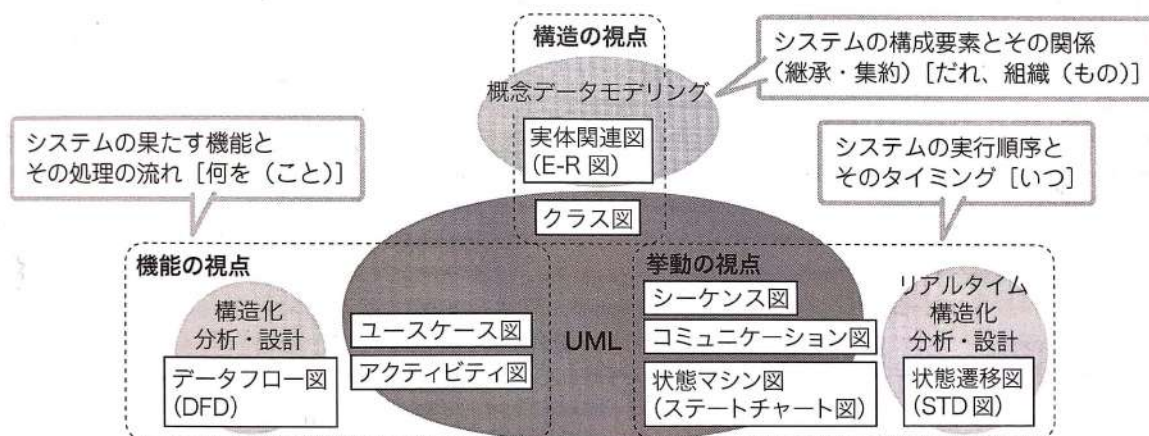 構造の視点
システムの構成要素とその関係
(継承・集約)[だれ、組織(もの)]
概念データモデリング
実体関連図
(E-R 図)
システムの果たす機能と
その処理の流れ[何を(こと)]
システムの実行順序と
そのタイミング[いつ]
クラス図
機能の視点
構造化
分析・設計
データフロー図
(DFD)
ユースケース図
アクティビティ図
UML
挙動の視点
シーケンス図
コミュニケーション図
状態マシン図
(ステートチャート図)
リアルタイム
構造化
分析・設計
状態遷移図
(STD 図)